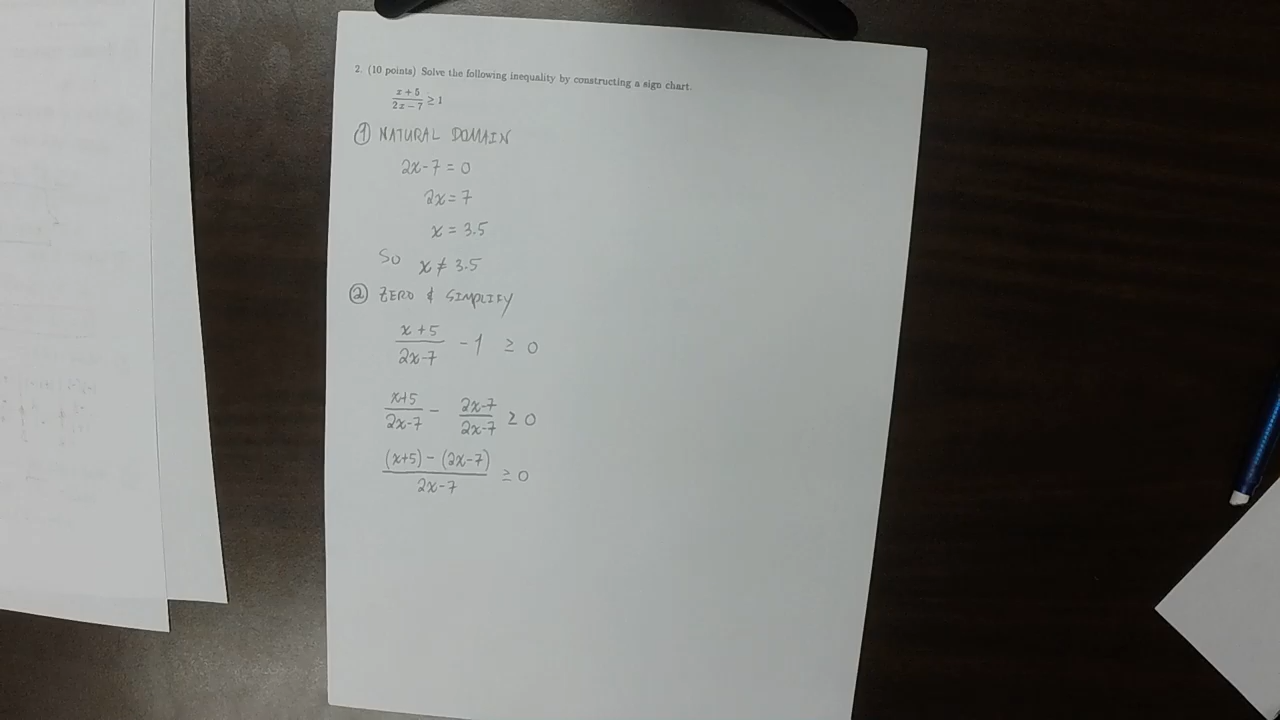 2. (10 points) Solve the following inequality by constructing a sign chart.
x + 5
2x − 7
≥ 1
1 NATURAL DOMAIN
2x-7 = 0
2x = 7
x = 3.5
So x ≠ 3.5
2 ZERO & SIMPLIFY
x + 5
2x-7
- 1 ≥ 0
x+5
2x-7
- 2x-7
2x-7
≥ 0
(x+5) - (2x-7)
2x-7
≥ 0